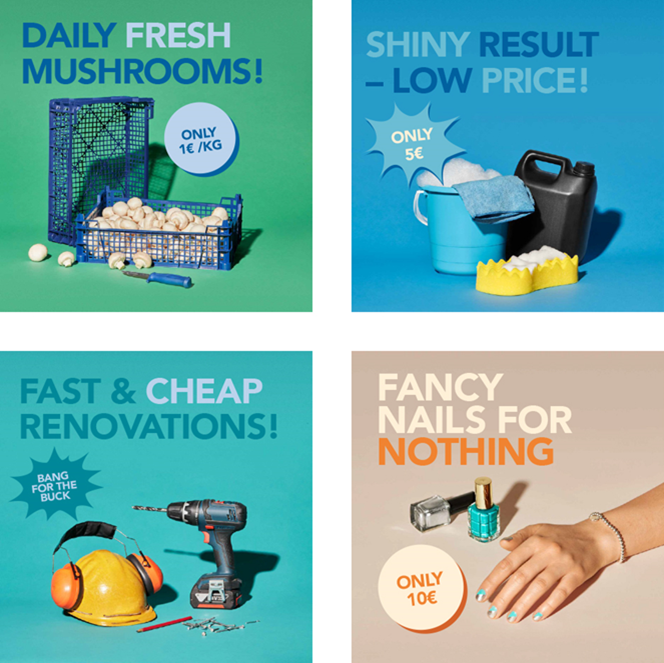 DAILY FRESH
MUSHROOMS!
ONLY
1€ /KG
SHINY RESULT
– LOW PRICE!
ONLY
5€
FAST & CHEAP
RENOVATIONS!
BANG
FOR THE
BUCK
FANCY
NAILS FOR
NOTHING
ONLY
10€